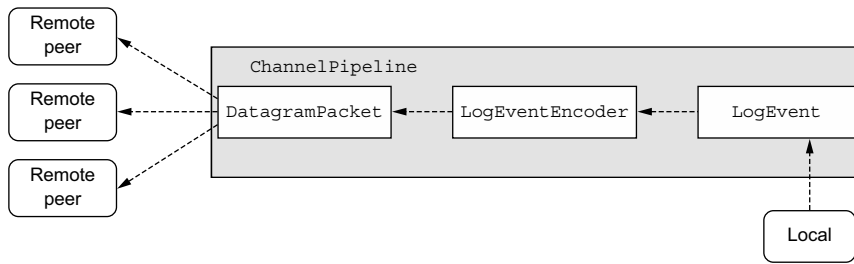 Remote
peer
ChannelPipeline
Remote
peer
DatagramPacket
LogEventEncoder
LogEvent
Remote
peer
Local